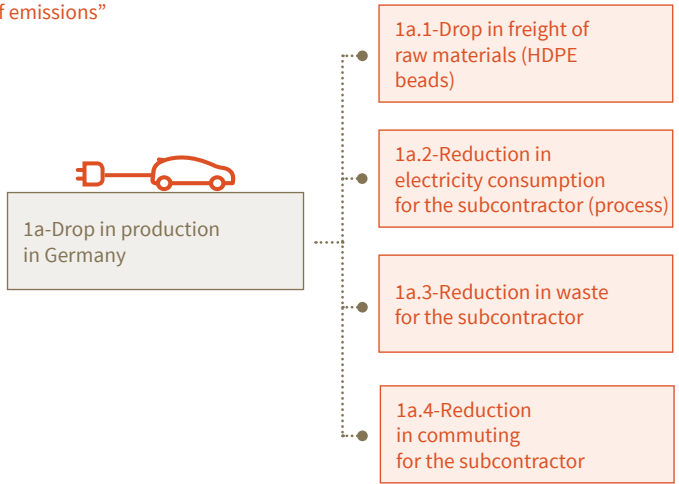 f emissions”
1a.1-Drop in freight of
raw materials (HDPE
beads)
1a.2-Reduction in
electricity consumption
for the subcontractor (process)
1a-Drop in production
in Germany
1a.3-Reduction in waste
for the subcontractor
1a.4-Reduction
in commuting
for the subcontractor